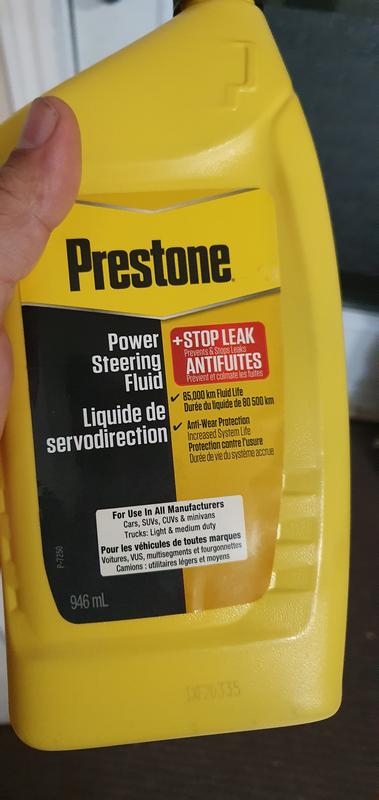 Prestone
Power
Steering
Fluid
Liquide de
servodirection
+STOP LEAK
Prevents & Stops Leaks
ANTIFUITES
Prévient et colmate les fuites
✓ 85,000 km Fluid Life
Durée du liquide de 80 500 km
✓ Anti-Wear Protection
Increased System Life
Protection contre l'usure
Durée de vie du système accrue
For Use In All Manufacturers
Cars, SUVs, CUVs & minivans
Trucks: Light & medium duty
Pour les véhicules de toutes marques
Voitures, VUS, multisegments et fourgonnettes
Camions : utilitaires légers et moyens
P-7250
946 mL